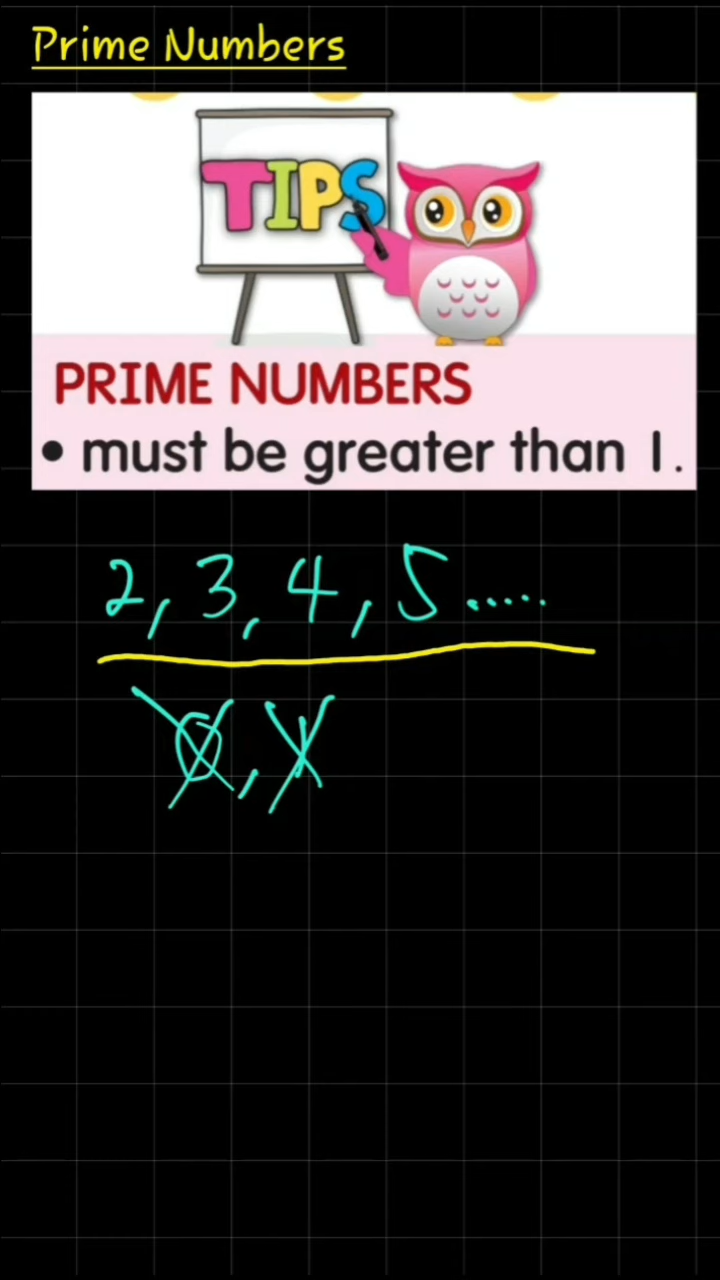 Prime Numbers
TIPS
PRIME NUMBERS
• must be greater than 1.
2, 3, 4, 5 .....
0, 1